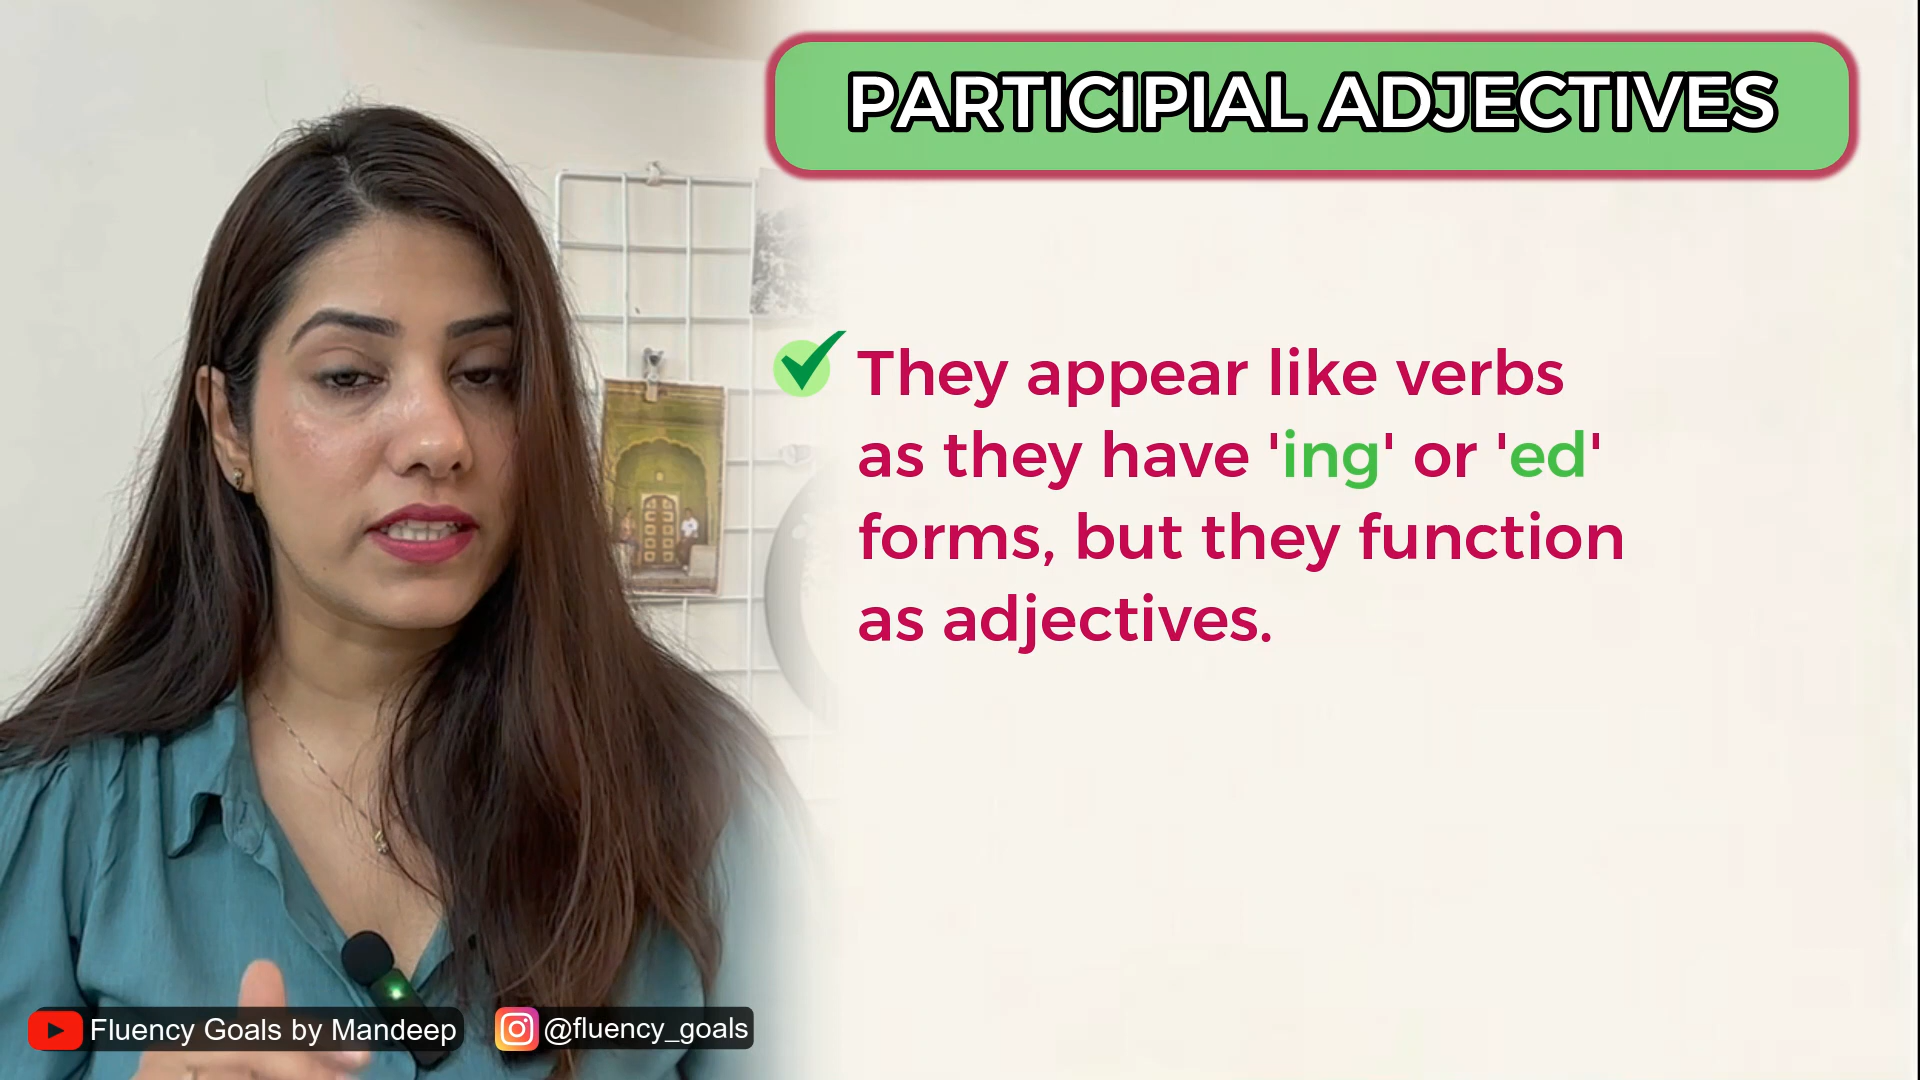 PARTICIPIAL ADJECTIVES
They appear like verbs
as they have 'ing' or 'ed'
forms, but they function
as adjectives.
Fluency Goals by Mandeep
@fluency_goals